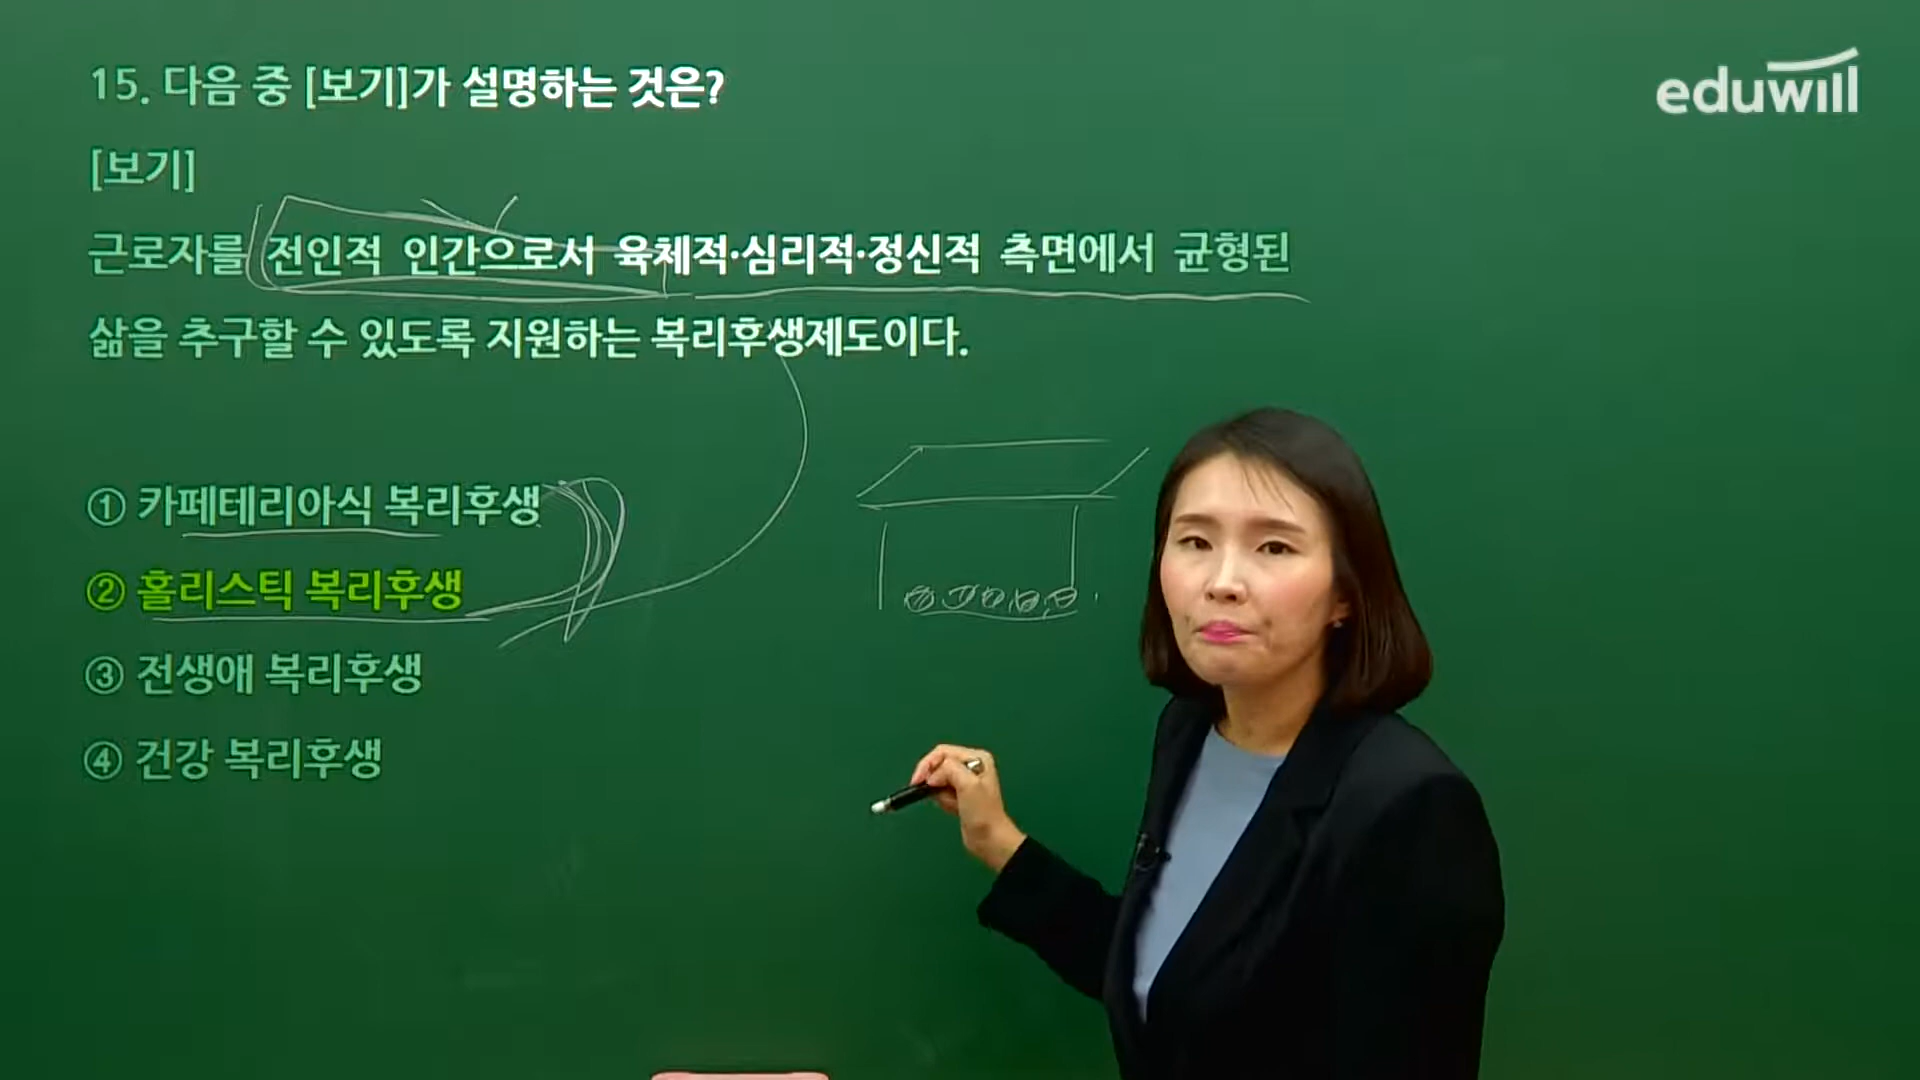 15. 다음 중 [보기]가 설명하는 것은?
eduwill
[보기]
근로자를 전인적 인간으로서 육체적·심리적·정신적 측면에서 균형된
삶을 추구할 수 있도록 지원하는 복리후생제도이다.
① 카페테리아식 복리후생
② 홀리스틱 복리후생
③ 전생애 복리후생
④ 건강 복리후생